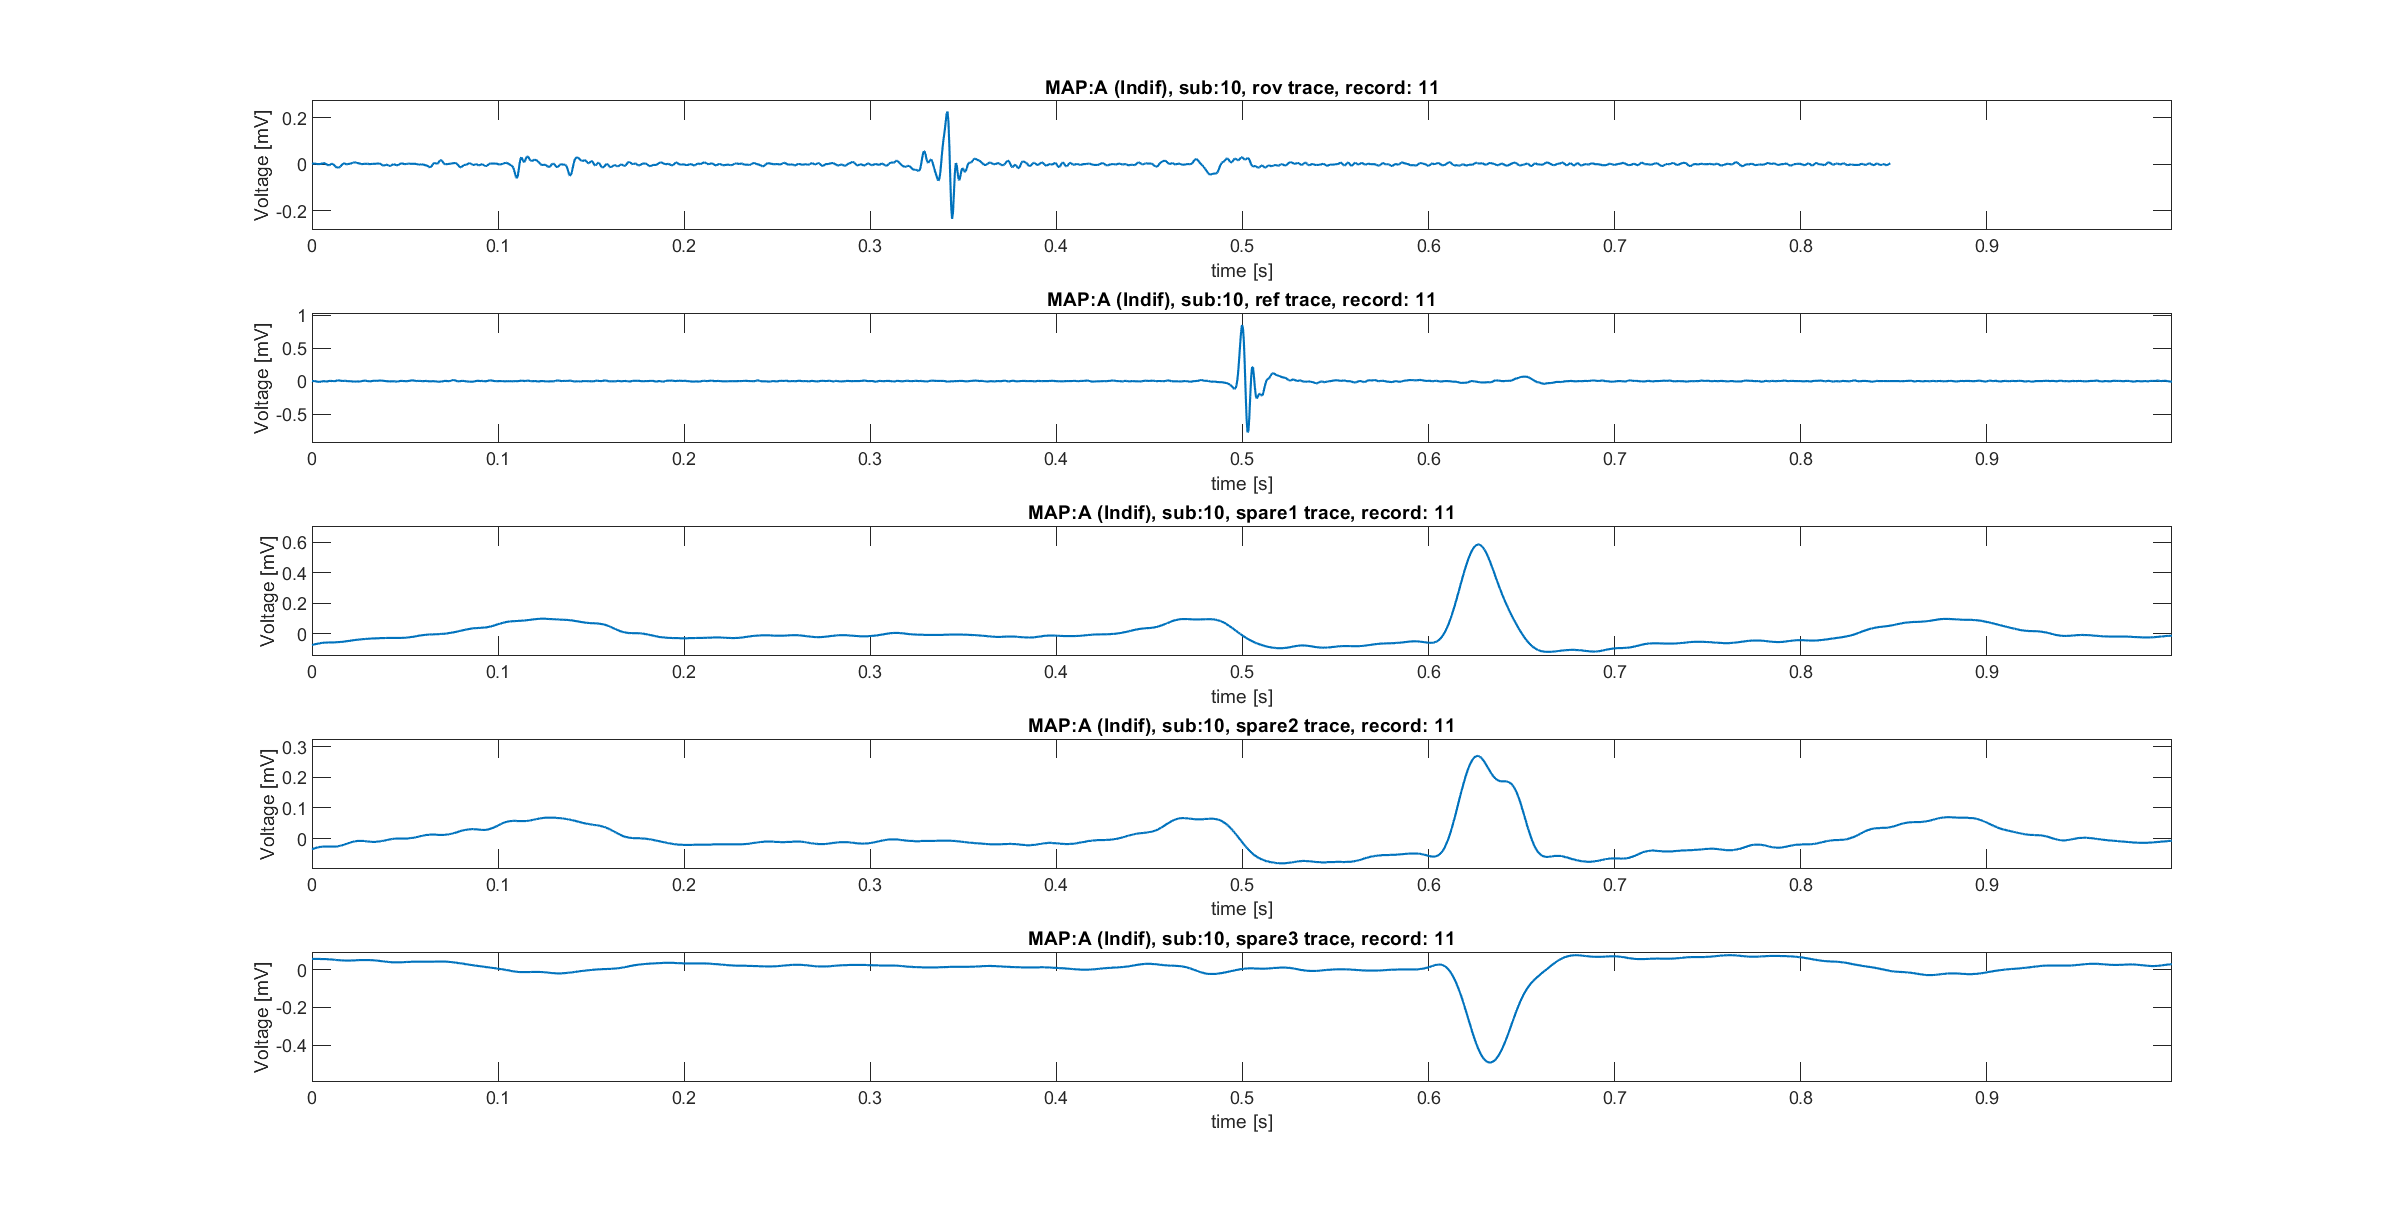 MAP:A (Indif), sub:10, rov trace, record: 11
Voltage [mV]
0.2
0
-0.2
0 0.1 0.2 0.3 0.4 0.5 0.6 0.7 0.8 0.9
time [s]
MAP:A (Indif), sub:10, ref trace, record: 11
Voltage [mV]
1
0.5
0
-0.5
0 0.1 0.2 0.3 0.4 0.5 0.6 0.7 0.8 0.9
time [s]
MAP:A (Indif), sub:10, spare1 trace, record: 11
Voltage [mV]
0.6
0.4
0.2
0
0 0.1 0.2 0.3 0.4 0.5 0.6 0.7 0.8 0.9
time [s]
MAP:A (Indif), sub:10, spare2 trace, record: 11
Voltage [mV]
0.3
0.2
0.1
0
0 0.1 0.2 0.3 0.4 0.5 0.6 0.7 0.8 0.9
time [s]
MAP:A (Indif), sub:10, spare3 trace, record: 11
Voltage [mV]
0
-0.2
-0.4
0 0.1 0.2 0.3 0.4 0.5 0.6 0.7 0.8 0.9
time [s]